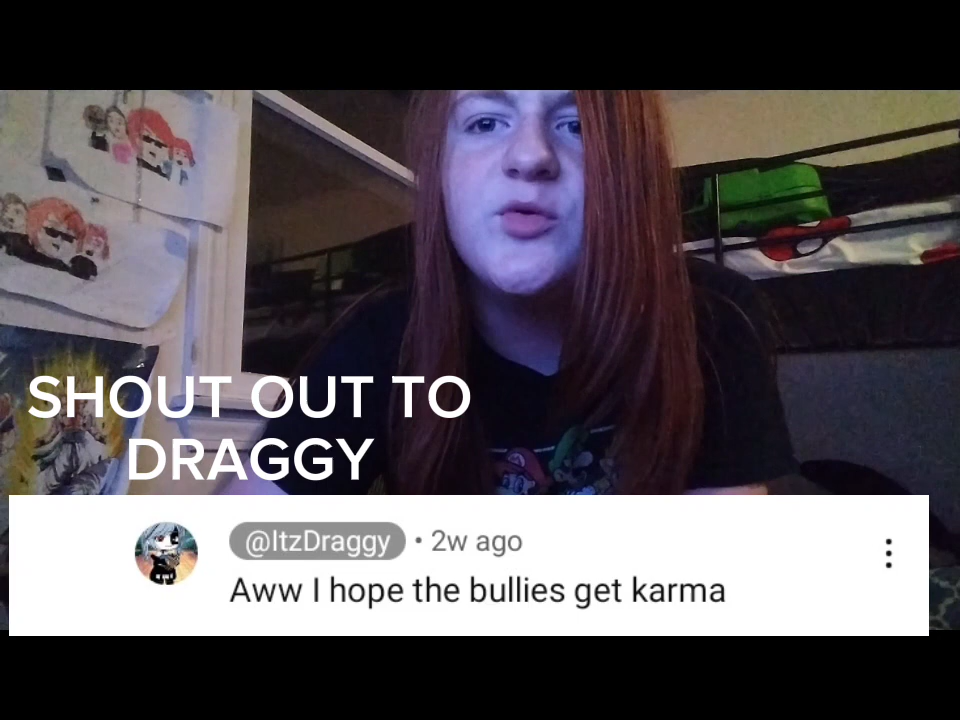 SHOUT OUT TO
DRAGGY
@ItzDraggy • 2w ago
Aww I hope the bullies get karma